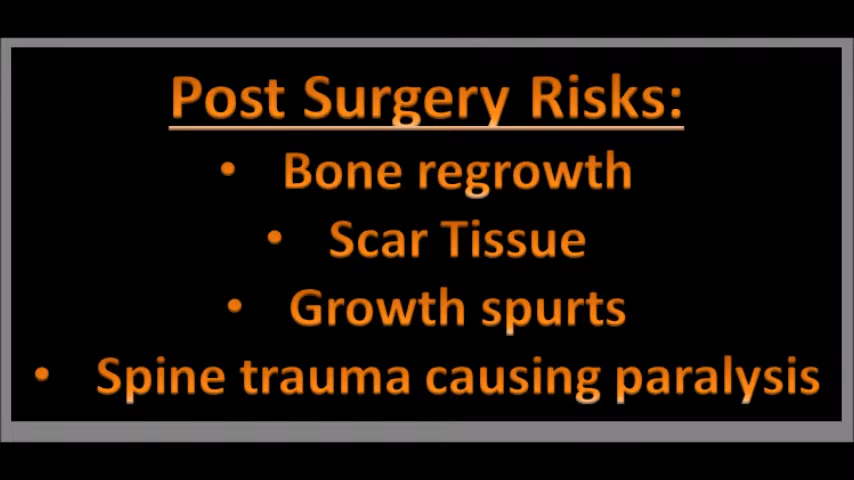 Post Surgery Risks:
• Bone regrowth
• Scar Tissue
• Growth spurts
• Spine trauma causing paralysis